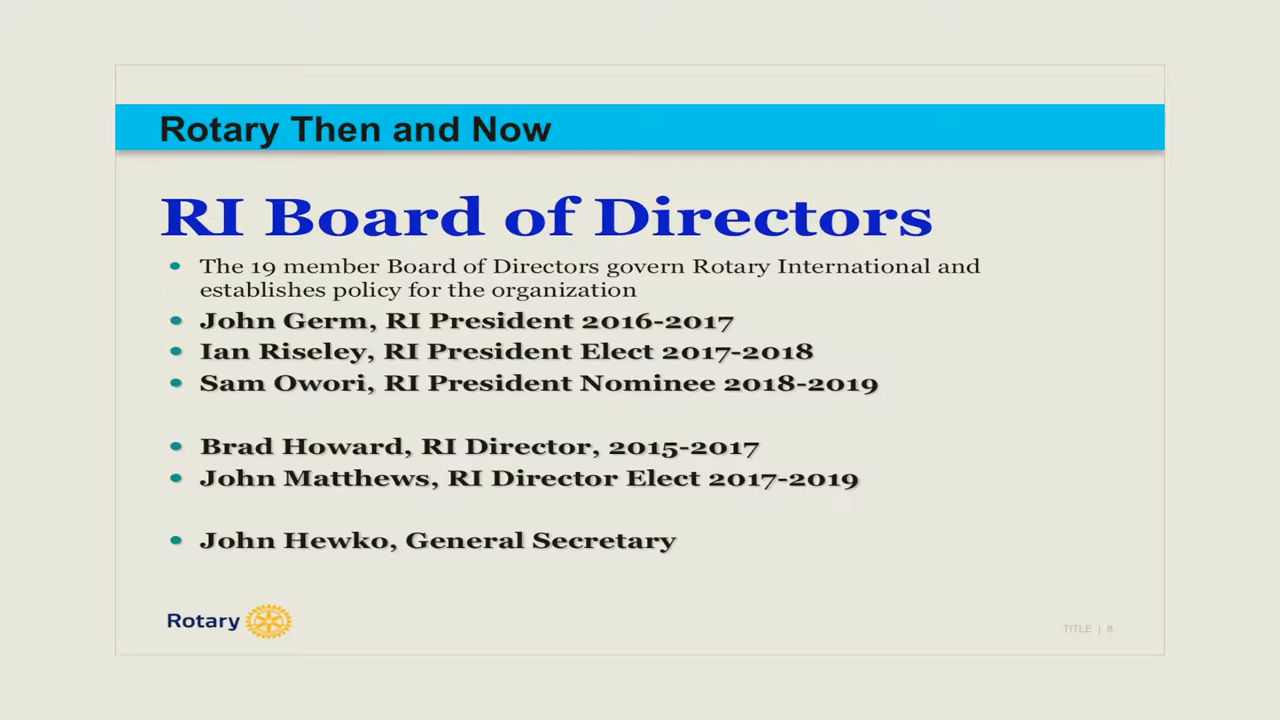 Rotary Then and Now
RI Board of Directors
• The 19 member Board of Directors govern Rotary International and
establishes policy for the organization
• John Germ, RI President 2016-2017
• Ian Riseley, RI President Elect 2017-2018
• Sam Owori, RI President Nominee 2018-2019
• Brad Howard, RI Director, 2015-2017
• John Matthews, RI Director Elect 2017-2019
• John Hewko, General Secretary
Rotary
TITLE | 8